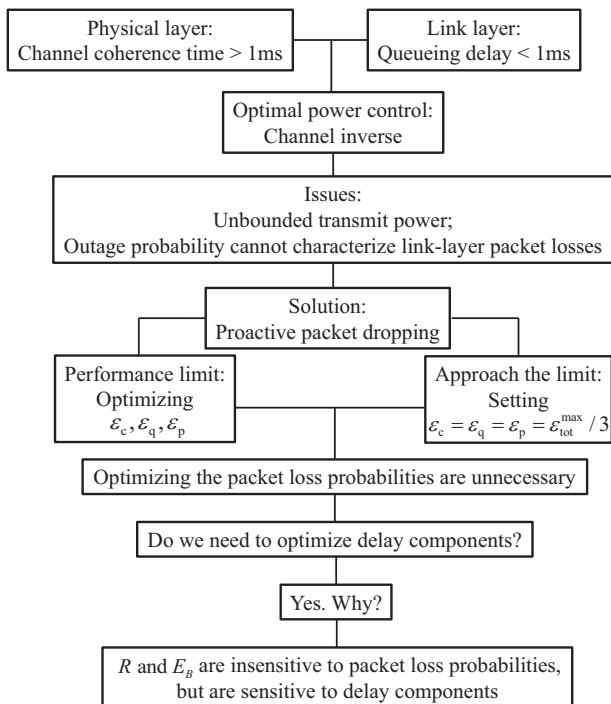 Physical layer:
Channel coherence time > 1ms
Link layer:
Queueing delay < 1ms
Optimal power control:
Channel inverse
Issues:
Unbounded transmit power;
Outage probability cannot characterize link-layer packet losses
Solution:
Proactive packet dropping
Performance limit:
Optimizing
εc, εq, εp
Approach the limit:
Setting
εc = εq = εp = εtot^max / 3
Optimizing the packet loss probabilities are unnecessary
Do we need to optimize delay components?
Yes. Why?
R and E_B are insensitive to packet loss probabilities,
but are sensitive to delay components